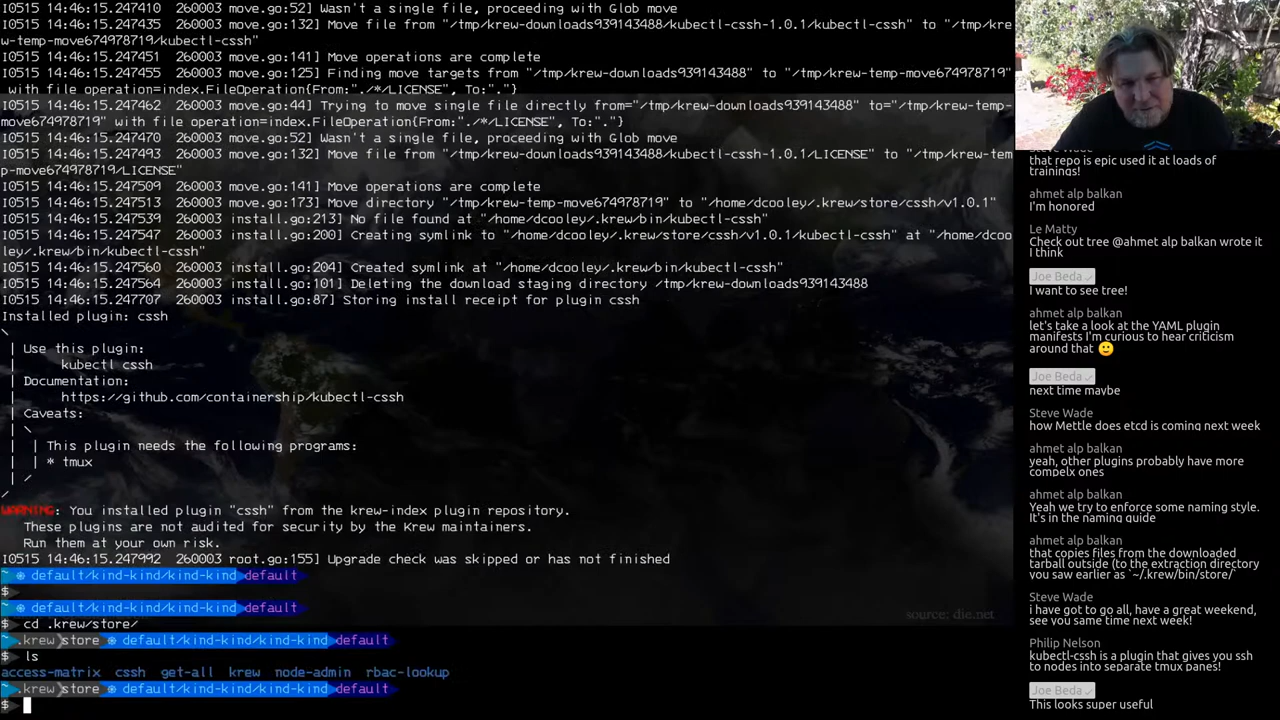 I0515 14:46:15.247410  260003 move.go:52] Wasn't a single file, proceeding with Glob move
I0515 14:46:15.247432  260003 move.go:132] Move file from "/tmp/krew-downloads939143488/kubectl-cssh-1.0.1/kubectl-cssh" to "/tmp/kre
w-temp-move674978719/kubectl-cssh"
I0515 14:46:15.247451  260003 move.go:141] Move operations are complete
I0515 14:46:15.247455  260003 move.go:125] Finding move targets from "/tmp/krew-downloads939143488" to "/tmp/krew-temp-move674978719"
 with file operation=index.FileOperation{From:"./*/LICENSE", To:"."}
I0515 14:46:15.247462  260003 move.go:44] Trying to move single file directly from="/tmp/krew-downloads939143488" to="/tmp/krew-temp-
move674978719" with file operation=index.FileOperation{From:"./*/LICENSE", To:"."}
I0515 14:46:15.247470  260003 move.go:52] Wasn't a single file, proceeding with Glob move
I0515 14:46:15.247493  260003 move.go:132] Move file from "/tmp/krew-downloads939143488/kubectl-cssh-1.0.1/LICENSE" to "/tmp/krew-tem
p-move674978719/LICENSE"
I0515 14:46:15.247509  260003 move.go:141] Move operations are complete
I0515 14:46:15.247513  260003 move.go:173] Move directory "/tmp/krew-temp-move674978719" to "/home/dcooley/.krew/store/cssh/v1.0.1"
I0515 14:46:15.247539  260003 install.go:213] No file found at "/home/dcooley/.krew/bin/kubectl-cssh"
I0515 14:46:15.247547  260003 install.go:200] Creating symlink to "/home/dcooley/.krew/store/cssh/v1.0.1/kubectl-cssh" at "/home/dcoo
ley/.krew/bin/kubectl-cssh"
I0515 14:46:15.247560  260003 install.go:204] Created symlink at "/home/dcooley/.krew/bin/kubectl-cssh"
I0515 14:46:15.247564  260003 install.go:101] Deleting the download staging directory /tmp/krew-downloads939143488
I0515 14:46:15.247707  260003 install.go:87] Storing install receipt for plugin cssh
Installed plugin: cssh
\
 | Use this plugin:
 |      kubectl cssh
 | Documentation:
 |      https://github.com/containership/kubectl-cssh
 | Caveats:
 | \
 |  | This plugin needs the following programs:
 |  | * tmux
 | /
/
WARNING: You installed plugin "cssh" from the krew-index plugin repository.
   These plugins are not audited for security by the Krew maintainers.
   Run them at your own risk.
I0515 14:46:15.247992  260003 root.go:155] Upgrade check was skipped or has not finished
~ ⎈ default/kind-kind/kind-kind default
$
~ ⎈ default/kind-kind/kind-kind default
$ cd .krew/store/
~ .krew store ⎈ default/kind-kind/kind-kind default
$ ls
access-matrix  cssh  get-all  krew  node-admin  rbac-lookup
~ .krew store ⎈ default/kind-kind/kind-kind default
$
source: die.net
Steve Wade
that repo is epic used it at loads of
trainings!
ahmet alp balkan
I'm honored
Le Matty
Check out tree @ahmet alp balkan wrote it
I think
Joe Beda ✓
I want to see tree!
ahmet alp balkan
let's take a look at the YAML plugin
manifests I'm curious to hear criticism
around that 🙂
Joe Beda ✓
next time maybe
Steve Wade
how Mettle does etcd is coming next week
ahmet alp balkan
yeah, other plugins probably have more
compelx ones
ahmet alp balkan
Yeah we try to enforce some naming style.
It's in the naming guide
ahmet alp balkan
that copies files from the downloaded
tarball outside (to the extraction directory
you saw earlier as `~/.krew/bin/store/`
Steve Wade
i have got to go all, have a great weekend,
see you same time next week!
Philip Nelson
kubectl-cssh is a plugin that gives you ssh
to nodes into separate tmux panes!
Joe Beda ✓
This looks super useful